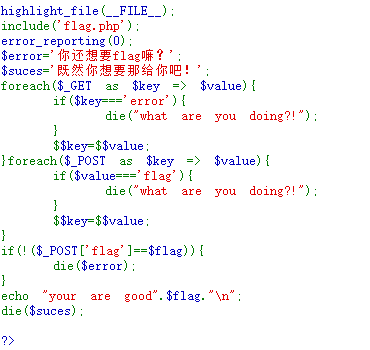 highlight_file(__FILE__);
include('flag.php');
error_reporting(0);
$error='你还想要flag嘛？';
$suces='既然你想要那给你吧！';
foreach($_GET as $key => $value){
if($key==='error'){
die("what are you doing?!");
}
$$key=$$value;
}foreach($_POST as $key => $value){
if($value==='flag'){
die("what are you doing?!");
}
$$key=$$value;
}
if(!($_POST['flag']==$flag)){
die($error);
}
echo "your are good".$flag."\n";
die($suces);
?>